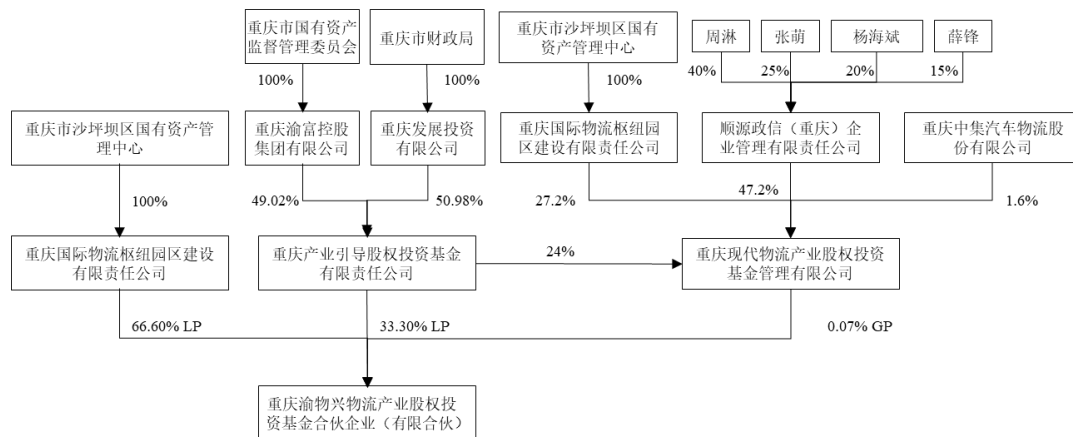 重庆市国有资产
监督管理委员会
重庆市财政局
重庆市沙坪坝区国有资
产管理中心
周淋
张萌
杨海斌
薛锋
100%
100%
100%
40%
25%
20%
15%
重庆市沙坪坝区国有资产管
理中心
重庆渝富控股
集团有限公司
重庆发展投资
有限公司
重庆国际物流枢纽园
区建设有限责任公司
顺源政信（重庆）企
业管理有限责任公司
重庆中集汽车物流股
份有限公司
100%
49.02%
50.98%
27.2%
47.2%
1.6%
重庆国际物流枢纽园区建设
有限责任公司
重庆产业引导股权投资基金
有限责任公司
24%
重庆现代物流产业股权投资
基金管理有限公司
66.60% LP
33.30% LP
0.07% GP
重庆渝物兴物流产业股权投
资基金合伙企业（有限合伙）